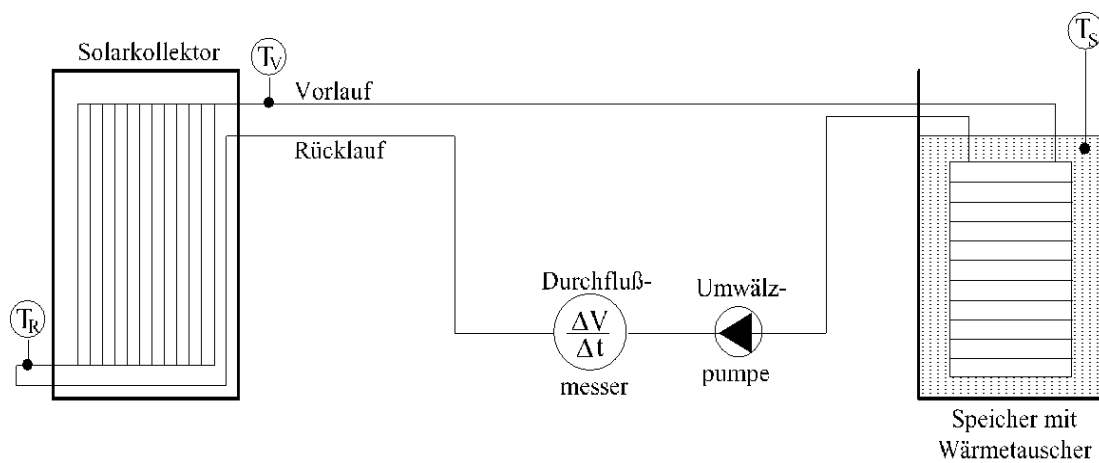 Solarkollektor
T_V
T_S
Vorlauf
Rücklauf
T_R
Durchfluß-
ΔV
Δt
messer
Umwälz-
pumpe
Speicher mit
Wärmetauscher